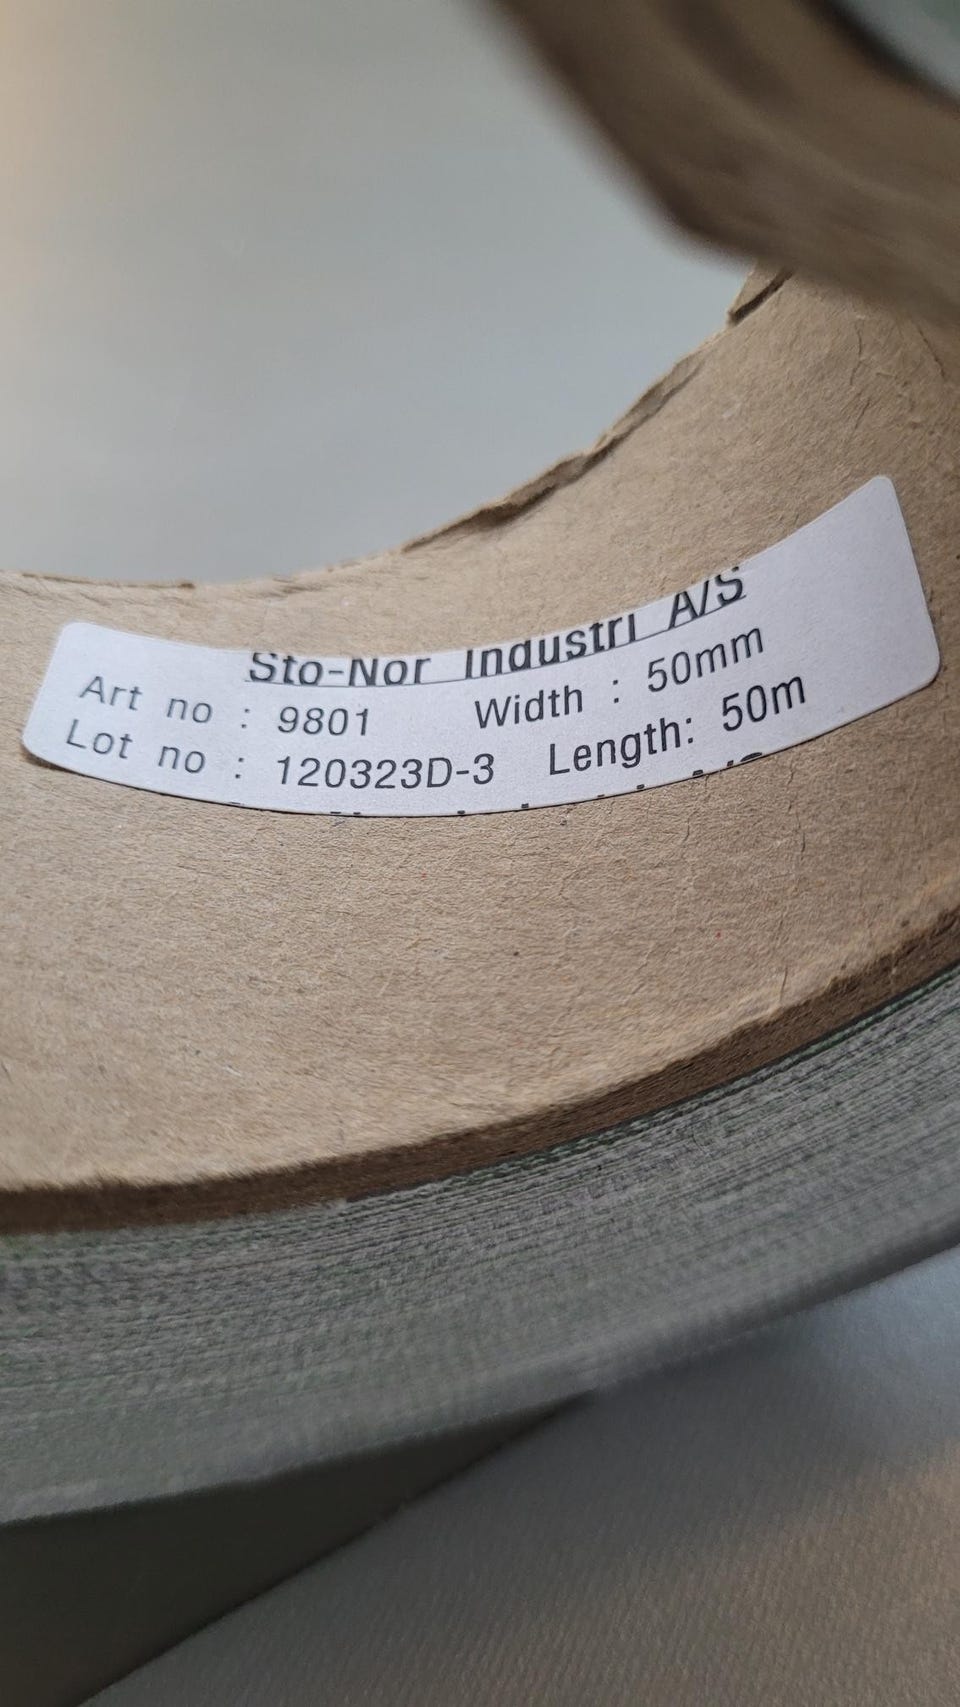 Sto-Nor Industri A/S
Art no : 9801 Width : 50mm
Lot no : 120323D-3 Length: 50m